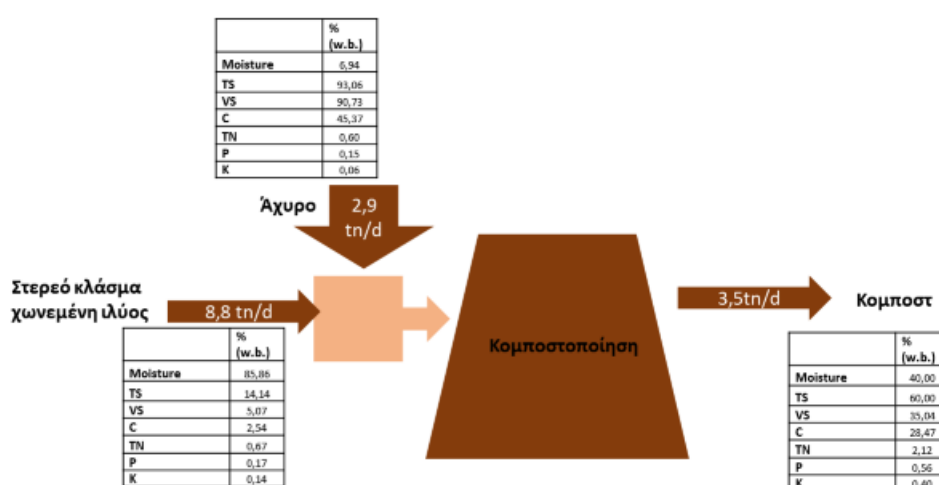 %
(w.b.)
Moisture 6,94
TS 93,06
VS 90,73
C 45,37
TN 0,60
P 0,15
K 0,06
Άχυρο
2,9
tn/d
Στερεό κλάσμα
χωνεμένη ιλύος
8,8 tn/d
%
(w.b.)
Moisture 85,86
TS 14,14
VS 5,07
C 2,54
TN 0,67
P 0,17
K 0,14
Κομποστοποίηση
3,5tn/d
Κομποστ
%
(w.b.)
Moisture 40,00
TS 60,00
VS 35,04
C 28,47
TN 2,12
P 0,56
K 0,40